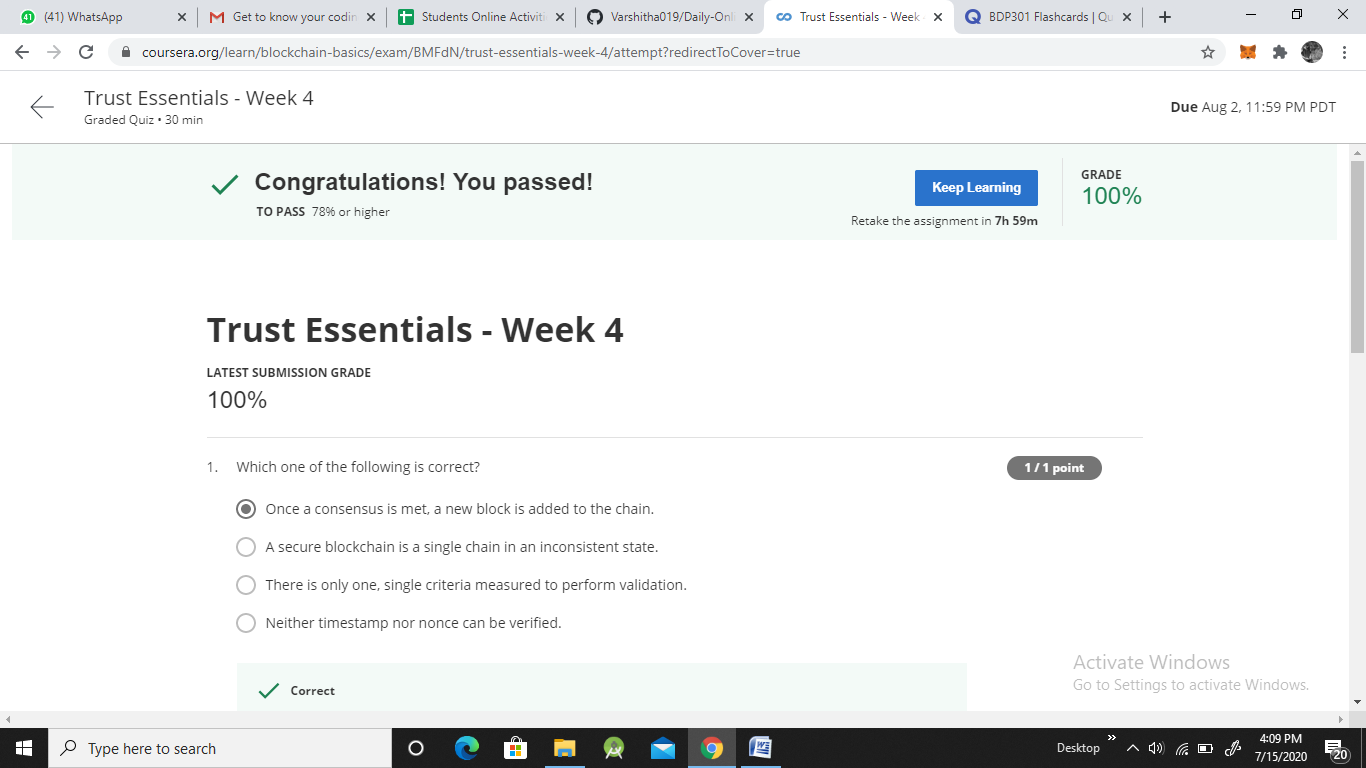 41 (41) WhatsApp
Get to know your codin
Students Online Activiti
Varshitha019/Daily-Onl
Trust Essentials - Week
BDP301 Flashcards | Qu
coursera.org/learn/blockchain-basics/exam/BMFdN/trust-essentials-week-4/attempt?redirectToCover=true
Trust Essentials - Week 4
Graded Quiz • 30 min
Due Aug 2, 11:59 PM PDT
Congratulations! You passed!
TO PASS 78% or higher
Keep Learning
Retake the assignment in 7h 59m
GRADE
100%
Trust Essentials - Week 4
LATEST SUBMISSION GRADE
100%
1. Which one of the following is correct?
1 / 1 point
Once a consensus is met, a new block is added to the chain.
A secure blockchain is a single chain in an inconsistent state.
There is only one, single criteria measured to perform validation.
Neither timestamp nor nonce can be verified.
Correct
Activate Windows
Go to Settings to activate Windows.
Type here to search
Desktop
4:09 PM
7/15/2020
20